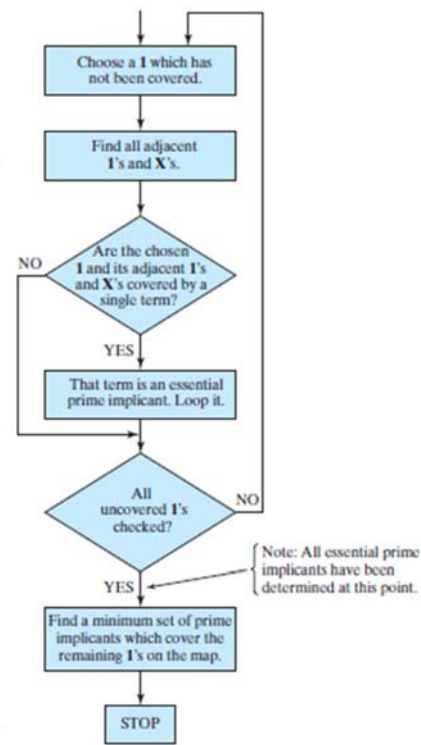 Choose a 1 which has
not been covered.
Find all adjacent
1's and X's.
Are the chosen
1 and its adjacent 1's
and X's covered by a
single term?
NO
YES
That term is an essential
prime implicant. Loop it.
All
uncovered 1's
checked?
NO
YES
Note: All essential prime
implicants have been
determined at this point.
Find a minimum set of prime
implicants which cover the
remaining 1's on the map.
STOP